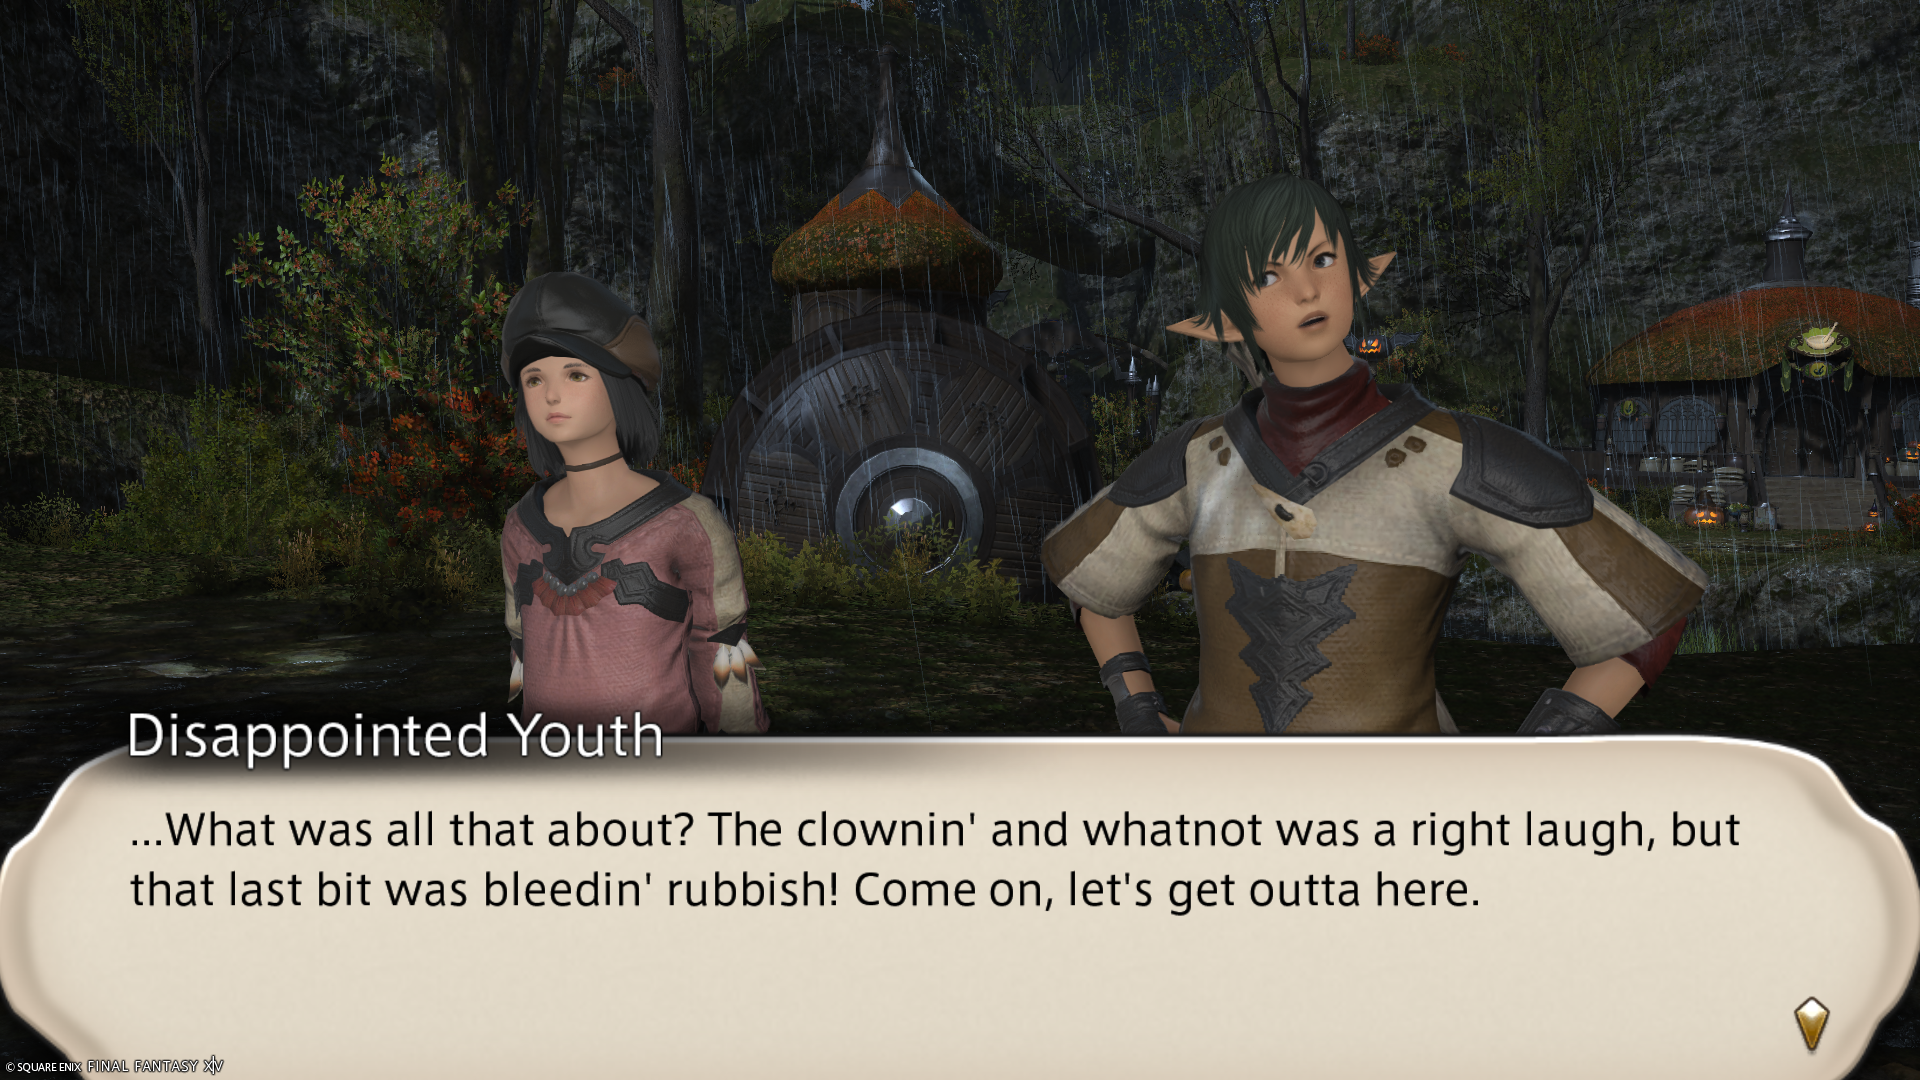 Disappointed Youth
...What was all that about? The clownin' and whatnot was a right laugh, but
that last bit was bleedin' rubbish! Come on, let's get outta here.
© SQUARE ENIX FINAL FANTASY XIV